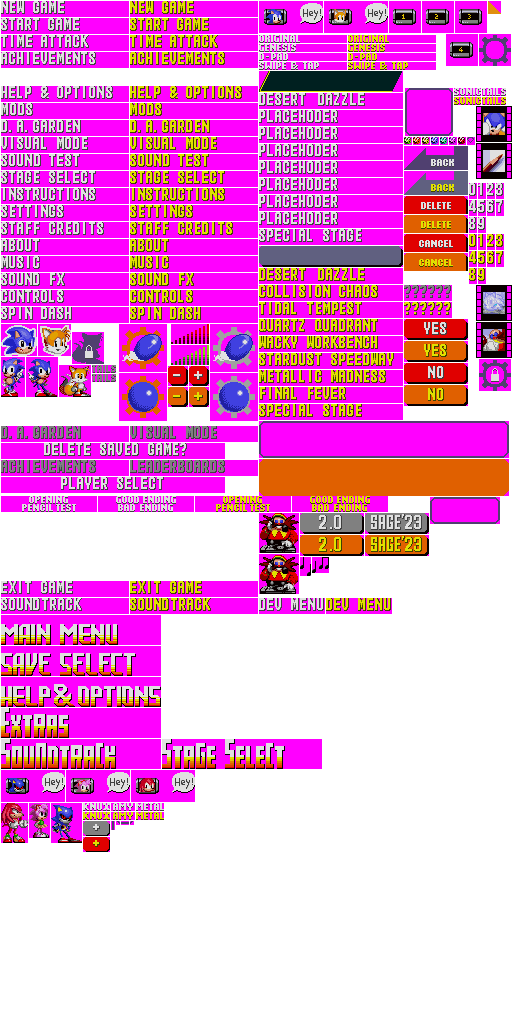 NEW GAME NEW GAME Hey! Hey! 1 2 3
START GAME START GAME
TIME ATTACK TIME ATTACK ORIGINAL ORIGINAL
GENESIS GENESIS 4
ACHIEVEMENTS ACHIEVEMENTS D-PAD D-PAD
SWIPE & TAP SWIPE & TAP
HELP & OPTIONS HELP & OPTIONS SONIC TAILS
SONIC TAILS
DESERT DAZZLE
MODS MODS PLACEHODER
D. A. GARDEN D. A. GARDEN PLACEHODER
VISUAL MODE VISUAL MODE PLACEHODER
SOUND TEST SOUND TEST PLACEHODER BACK
STAGE SELECT STAGE SELECT PLACEHODER BACK
INSTRUCTIONS INSTRUCTIONS PLACEHODER DELETE 0123
SETTINGS SETTINGS PLACEHODER DELETE 4567
STAFF CREDITS STAFF CREDITS SPECIAL STAGE 89
ABOUT ABOUT CANCEL 0123
MUSIC MUSIC CANCEL 4567
SOUND FX SOUND FX DESERT DAZZLE 89
CONTROLS CONTROLS COLLISION CHAOS ??????
SPIN DASH SPIN DASH TIDAL TEMPEST ??????
QUARTZ QUADRANT YES
WACKY WORKBENCH YES
STARDUST SPEEDWAY
METALLIC MADNESS NO
FINAL FEVER NO
SPECIAL STAGE
- +
- +
D. A. GARDEN VISUAL MODE
DELETE SAVED GAME?
ACHIEVEMENTS LEADERBOARDS
PLAYER SELECT
OPENING GOOD ENDING OPENING GOOD ENDING
PENCIL TEST BAD ENDING PENCIL TEST BAD ENDING
2.0 SAGE'23
2.0 SAGE'23
EXIT GAME EXIT GAME
SOUNDTRACK SOUNDTRACK DEV MENU DEV MENU
MAIN MENU
SAVE SELECT
HELP & OPTIONS
EXTRAS
SOUNDTRACK STAGE SELECT
Hey! Hey! Hey!
KNUX AMY METAL
KNUX AMY METAL
+
+